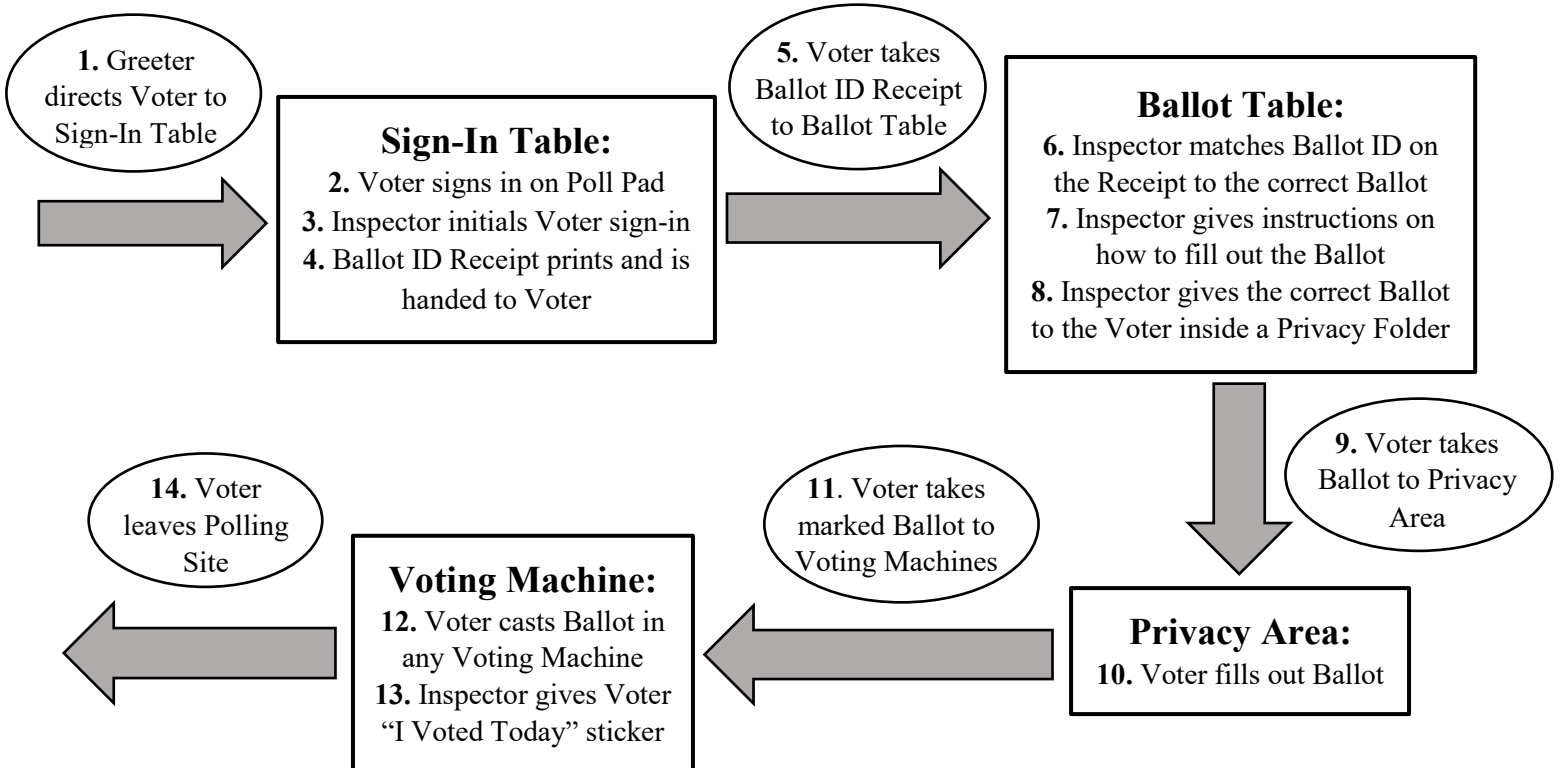 1. Greeter
directs Voter to
Sign-In Table
Sign-In Table:
2. Voter signs in on Poll Pad
3. Inspector initials Voter sign-in
4. Ballot ID Receipt prints and is
handed to Voter
5. Voter takes
Ballot ID Receipt
to Ballot Table
Ballot Table:
6. Inspector matches Ballot ID on
the Receipt to the correct Ballot
7. Inspector gives instructions on
how to fill out the Ballot
8. Inspector gives the correct Ballot
to the Voter inside a Privacy Folder
9. Voter takes
Ballot to Privacy
Area
Privacy Area:
10. Voter fills out Ballot
11. Voter takes
marked Ballot to
Voting Machines
Voting Machine:
12. Voter casts Ballot in
any Voting Machine
13. Inspector gives Voter
“I Voted Today” sticker
14. Voter
leaves Polling
Site